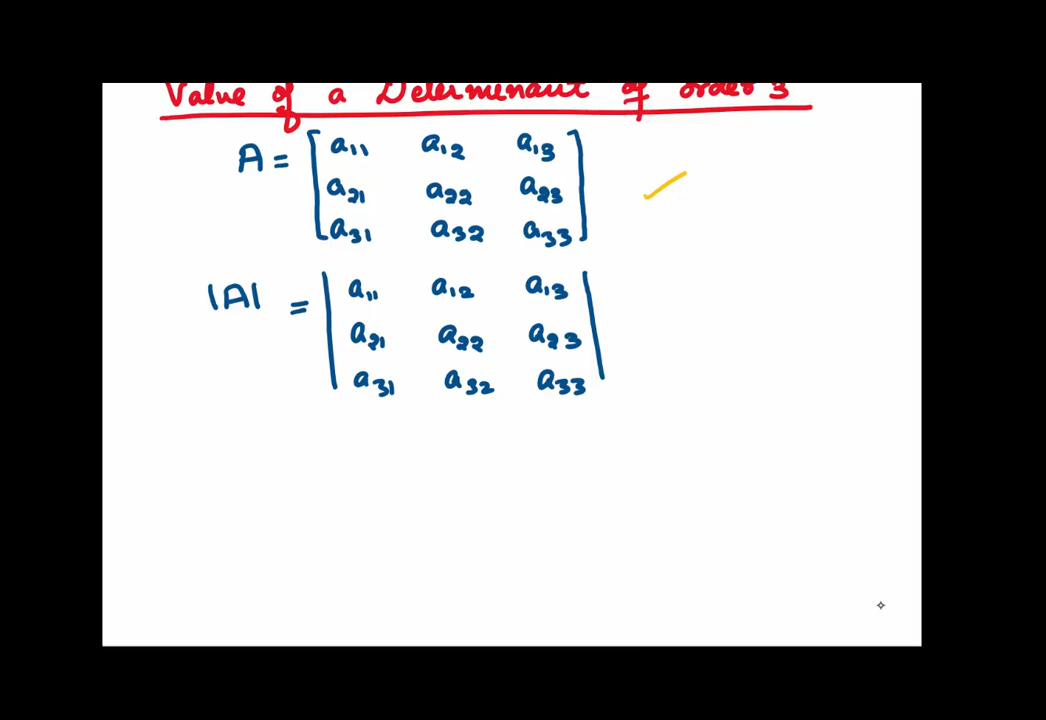 Value of a Determinant of order 3
A = [ a11 a12 a13
a21 a22 a23
a31 a32 a33 ]
|A| = | a11 a12 a13
a21 a22 a23
a31 a32 a33 |